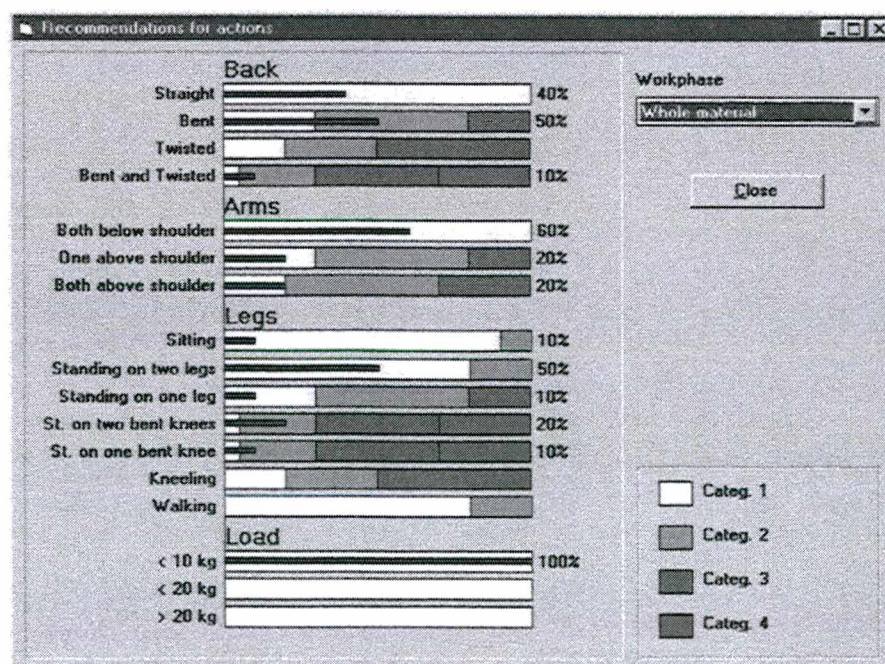 Recommendations for actions
Back
Straight 40%
Bent 50%
Twisted
Bent and Twisted 10%
Arms
Both below shoulder 60%
One above shoulder 20%
Both above shoulder 20%
Legs
Sitting 10%
Standing on two legs 50%
Standing on one leg 10%
St. on two bent knees 20%
St. on one bent knee 10%
Kneeling
Walking
Load
< 10 kg 100%
< 20 kg
> 20 kg
Workphase
Whole material
Close
Categ. 1
Categ. 2
Categ. 3
Categ. 4